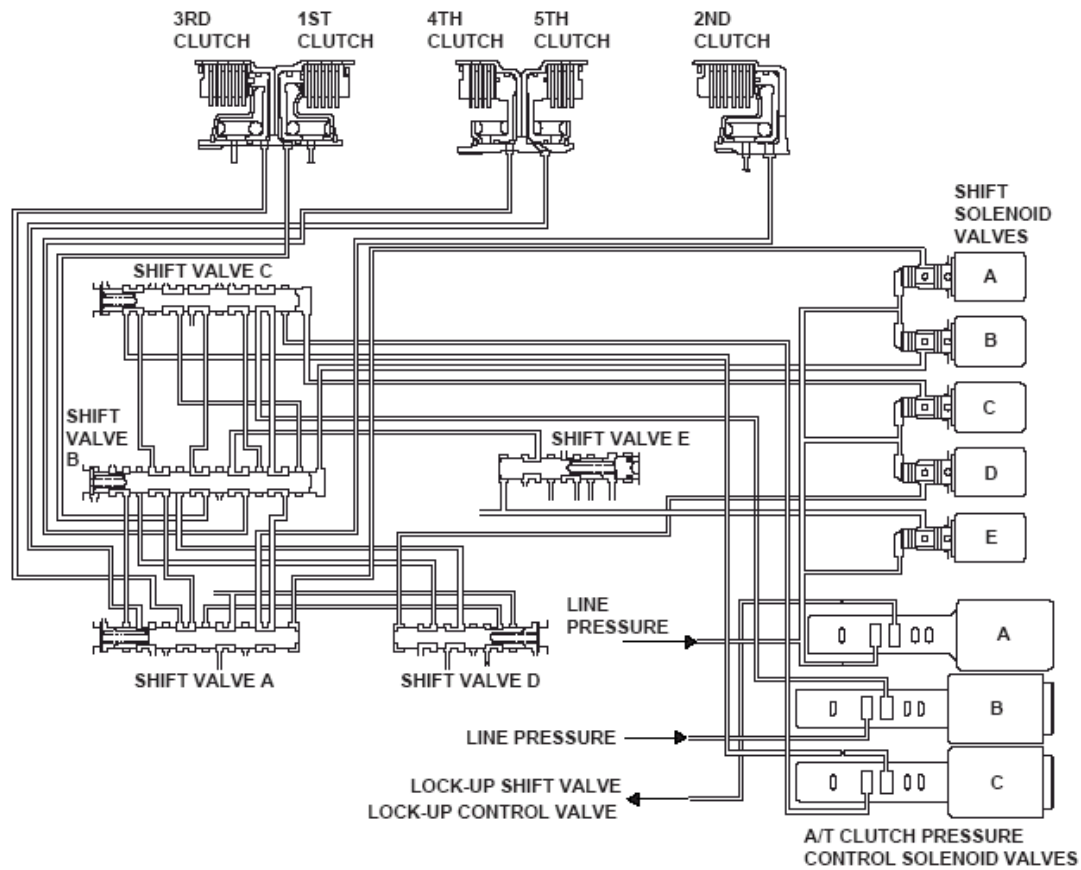 3RD
CLUTCH
1ST
CLUTCH
4TH
CLUTCH
5TH
CLUTCH
2ND
CLUTCH
SHIFT
SOLENOID
VALVES
SHIFT VALVE C
A
B
C
D
E
SHIFT
VALVE
B
SHIFT VALVE E
LINE
PRESSURE
A
SHIFT VALVE A
SHIFT VALVE D
B
LINE PRESSURE
C
LOCK-UP SHIFT VALVE
LOCK-UP CONTROL VALVE
A/T CLUTCH PRESSURE
CONTROL SOLENOID VALVES